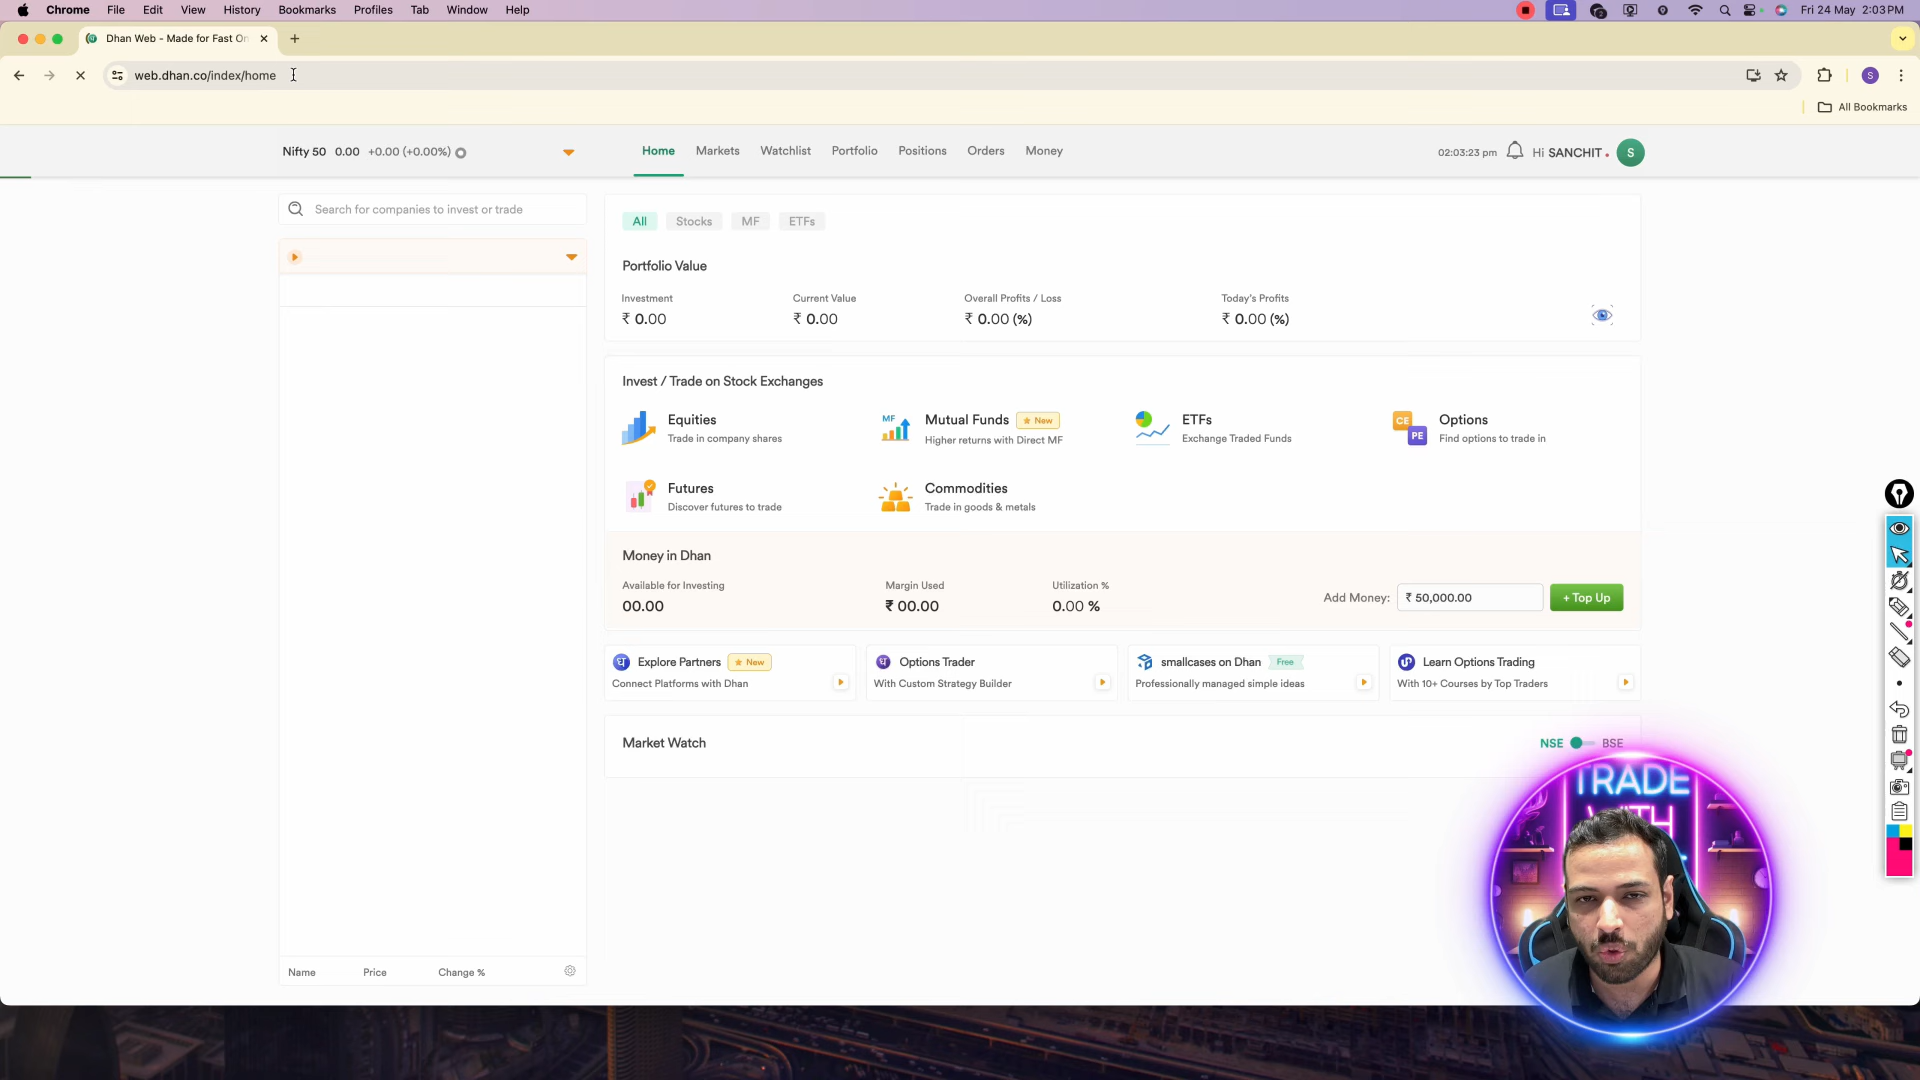 Chrome File Edit View History Bookmarks Profiles Tab Window Help
Fri 24 May 2:03 PM
Dhan Web - Made for Fast On
web.dhan.co/index/home
S
All Bookmarks
Nifty 50 0.00 +0.00 (+0.00%)
Home Markets Watchlist Portfolio Positions Orders Money
02:03:23 pm Hi SANCHIT S
Search for companies to invest or trade
All Stocks MF ETFs
Portfolio Value
Investment Current Value Overall Profits / Loss Today's Profits
₹ 0.00 ₹ 0.00 ₹ 0.00 (%) ₹ 0.00 (%)
Invest / Trade on Stock Exchanges
Equities
Trade in company shares
MF
Mutual Funds New
Higher returns with Direct MF
ETFs
Exchange Traded Funds
CE PE
Options
Find options to trade in
Futures
Discover futures to trade
Commodities
Trade in goods & metals
Money in Dhan
Available for Investing Margin Used Utilization %
00.00 ₹ 00.00 0.00 %
Add Money: ₹ 50,000.00 + Top Up
Explore Partners New
Connect Platforms with Dhan
Options Trader
With Custom Strategy Builder
smallcases on Dhan Free
Professionally managed simple ideas
Learn Options Trading
With 10+ Courses by Top Traders
Market Watch
NSE BSE
TRADE
WITH
Name Price Change %